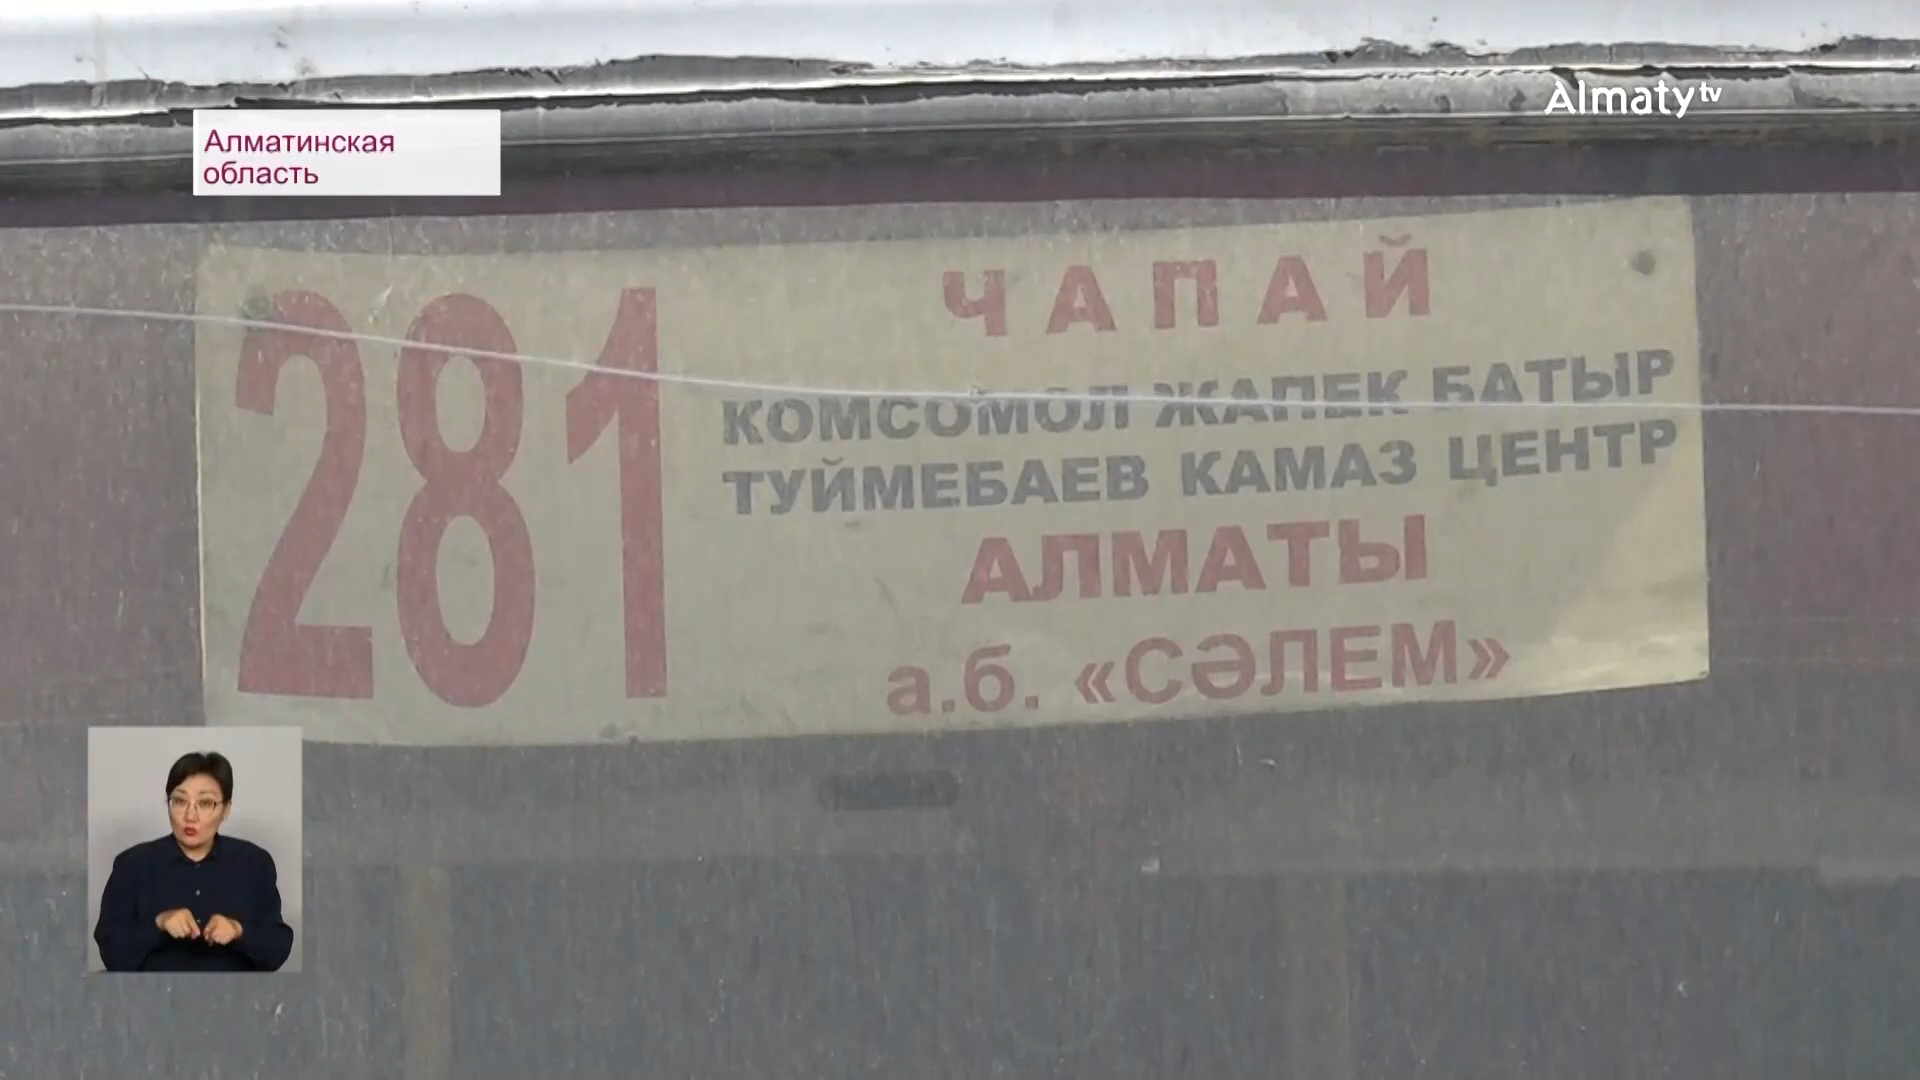 Almaty tv
Алматинская
область
281
ЧАПАЙ
КОМСОМОЛ ЖАПЕК БАТЫР
ТУЙМЕБАЕВ КАМАЗ ЦЕНТР
АЛМАТЫ
а.б. «СӘЛЕМ»